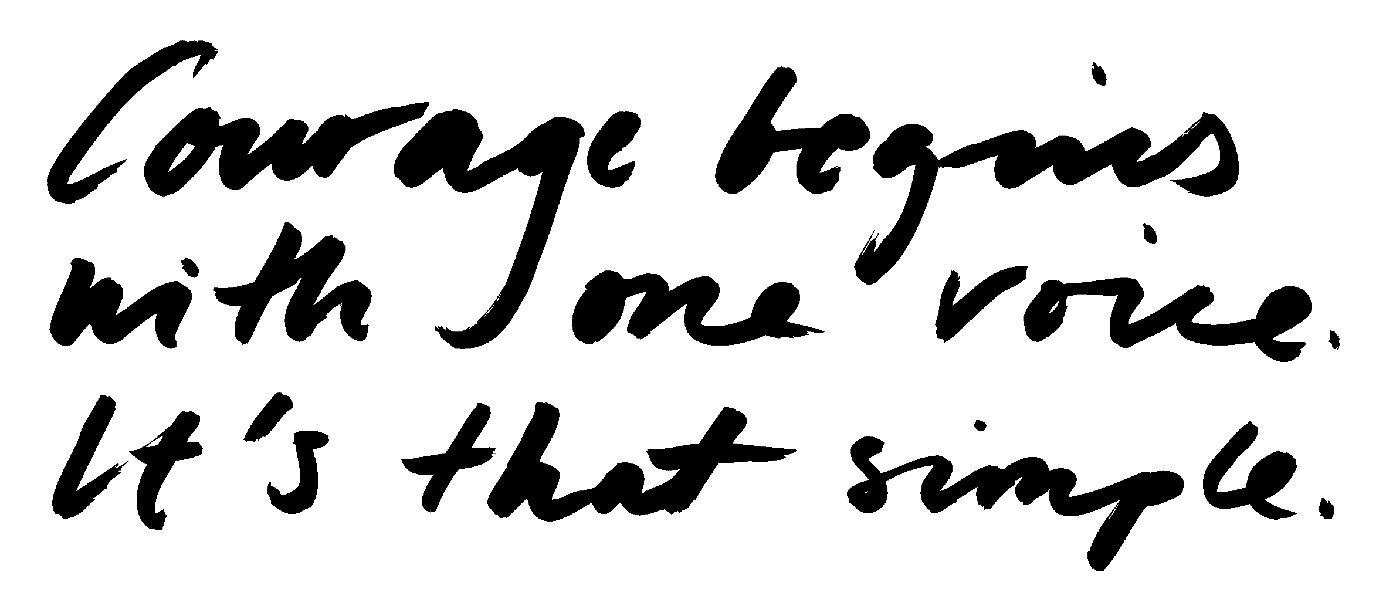 Courage begins
with one voice.
It's that simple.